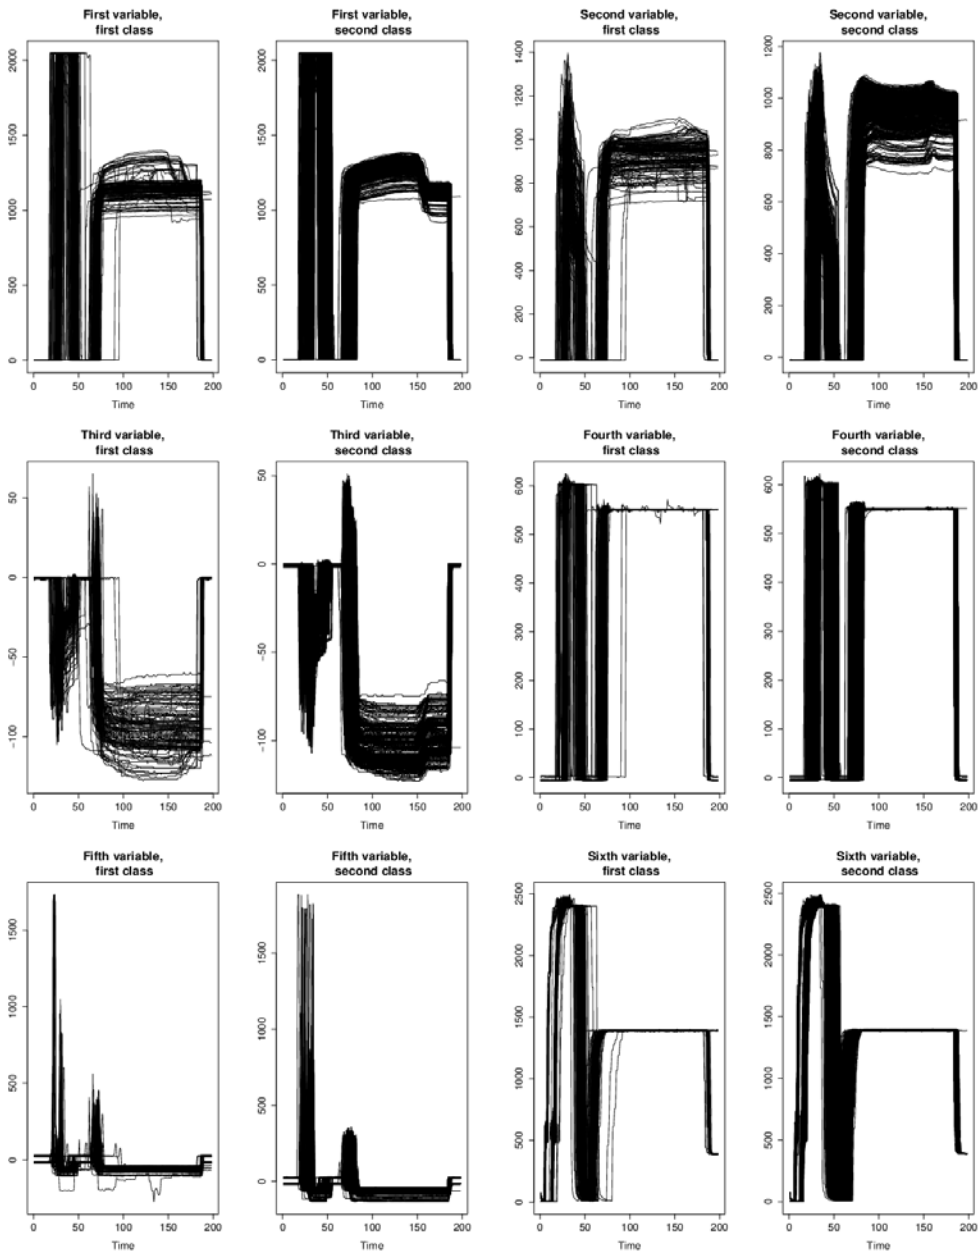 First variable,
first class
First variable,
second class
Second variable,
first class
Second variable,
second class
2000
1500
1000
500
0
0 50 100 150 200
Time
2000
1500
1000
500
0
0 50 100 150 200
Time
1400
1200
1000
800
600
400
200
0
0 50 100 150 200
Time
1200
1000
800
600
400
200
0
0 50 100 150 200
Time
Third variable,
first class
Third variable,
second class
Fourth variable,
first class
Fourth variable,
second class
50
0
−50
−100
0 50 100 150 200
Time
50
0
−50
−100
0 50 100 150 200
Time
600
500
400
300
200
100
0
0 50 100 150 200
Time
600
500
400
300
200
100
0
0 50 100 150 200
Time
Fifth variable,
first class
Fifth variable,
second class
Sixth variable,
first class
Sixth variable,
second class
1500
1000
500
0
0 50 100 150 200
Time
1500
1000
500
0
0 50 100 150 200
Time
2500
2000
1500
1000
500
0
0 50 100 150 200
Time
2500
2000
1500
1000
500
0
0 50 100 150 200
Time